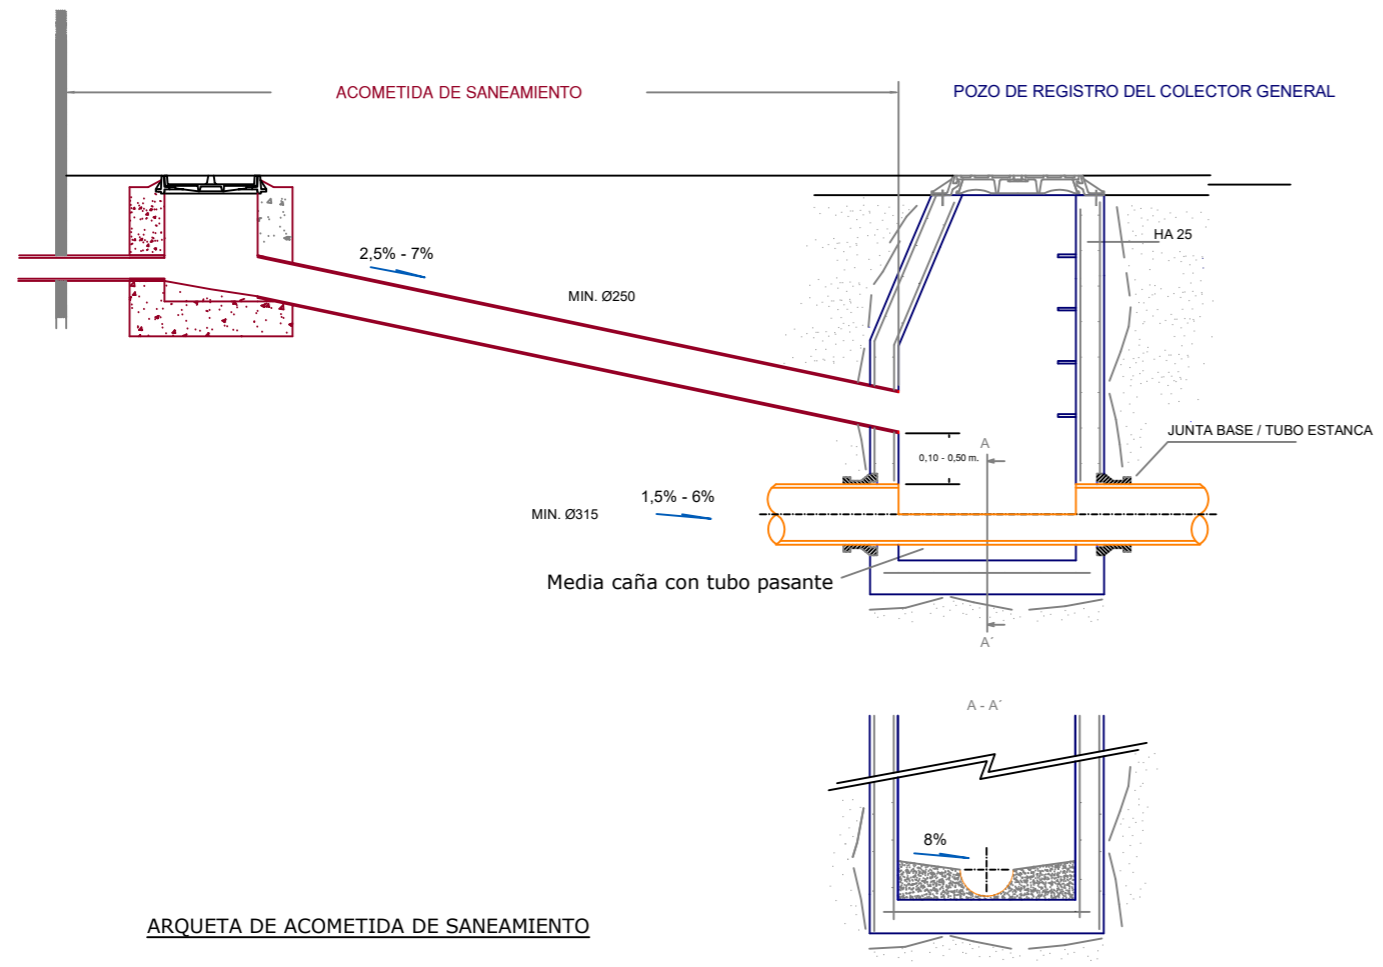 ACOMETIDA DE SANEAMIENTO
POZO DE REGISTRO DEL COLECTOR GENERAL
HA 25
2,5% - 7%
MIN. Ø250
JUNTA BASE / TUBO ESTANCA
A
0,10 - 0,50 m.
1,5% - 6%
MIN. Ø315
Media caña con tubo pasante
A´
A - A´
8%
ARQUETA DE ACOMETIDA DE SANEAMIENTO